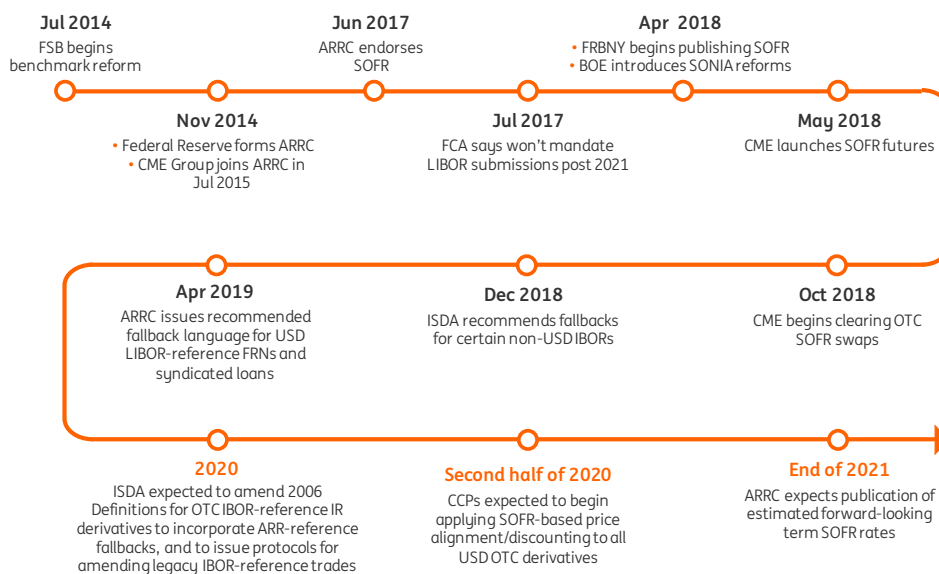 Jul 2014
FSB begins
benchmark reform
Nov 2014
• Federal Reserve forms ARRC
• CME Group joins ARRC in
Jul 2015
Jun 2017
ARRC endorses
SOFR
Jul 2017
FCA says won't mandate
LIBOR submissions post 2021
Apr 2018
• FRBNY begins publishing SOFR
• BOE introduces SONIA reforms
May 2018
CME launches SOFR futures
Oct 2018
CME begins clearing OTC
SOFR swaps
Dec 2018
ISDA recommends fallbacks
for certain non-USD IBORs
Apr 2019
ARRC issues recommended
fallback language for USD
LIBOR-reference FRNs and
syndicated loans
2020
ISDA expected to amend 2006
Definitions for OTC IBOR-reference IR
derivatives to incorporate ARR-reference
fallbacks, and to issue protocols for
amending legacy IBOR-reference trades
Second half of 2020
CCPs expected to begin
applying SOFR-based price
alignment/discounting to all
USD OTC derivatives
End of 2021
ARRC expects publication of
estimated forward-looking
term SOFR rates